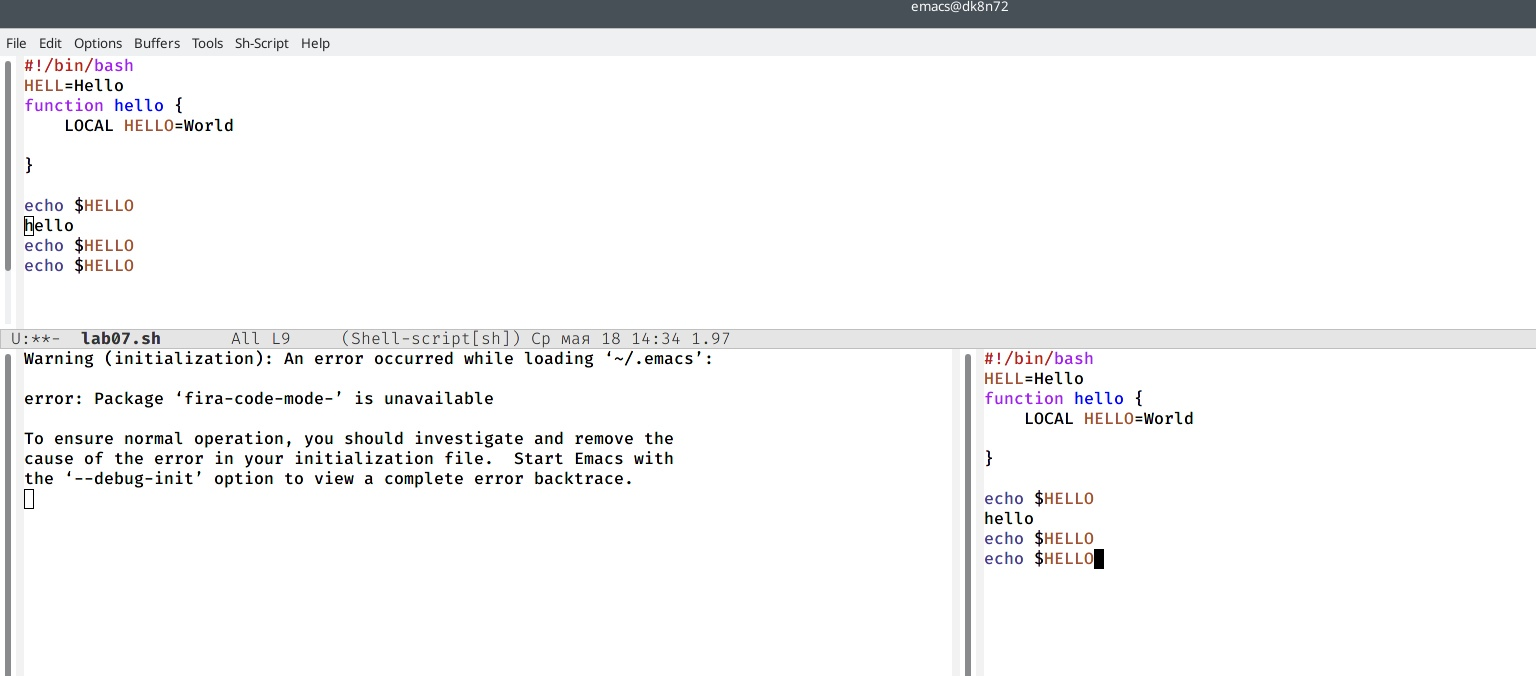 emacs@dk8n72
File Edit Options Buffers Tools Sh-Script Help
#!/bin/bash
HELL=Hello
function hello {
    LOCAL HELLO=World
}
echo $HELLO
hello
echo $HELLO
echo $HELLO
U:**-  lab07.sh       All L9     (Shell-script[sh]) Ср мая 18 14:34 1.97
Warning (initialization): An error occurred while loading ‘~/.emacs’:
error: Package ‘fira-code-mode-’ is unavailable
To ensure normal operation, you should investigate and remove the
cause of the error in your initialization file.  Start Emacs with
the ‘--debug-init’ option to view a complete error backtrace.
#!/bin/bash
HELL=Hello
function hello {
    LOCAL HELLO=World
}
echo $HELLO
hello
echo $HELLO
echo $HELLO